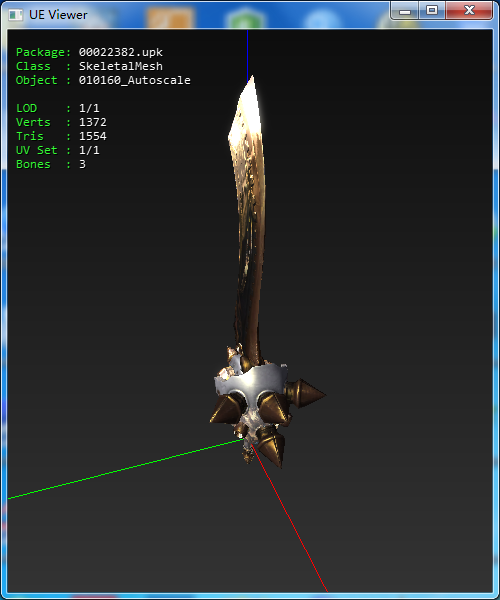 UE Viewer
Package: 00022382.upk
Class : SkeletalMesh
Object : 010160_Autoscale
LOD : 1/1
Verts : 1372
Tris : 1554
UV Set : 1/1
Bones : 3